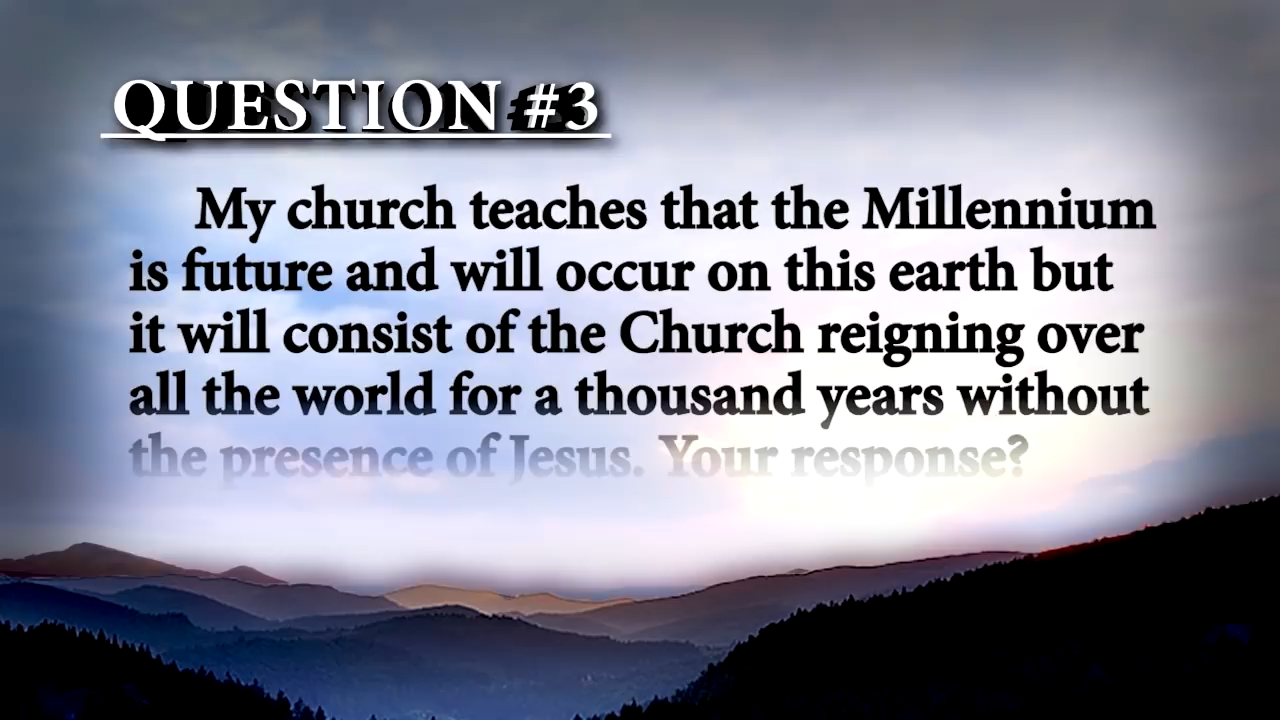 QUESTION #3
My church teaches that the Millennium
is future and will occur on this earth but
it will consist of the Church reigning over
all the world for a thousand years without
the presence of Jesus. Your response?